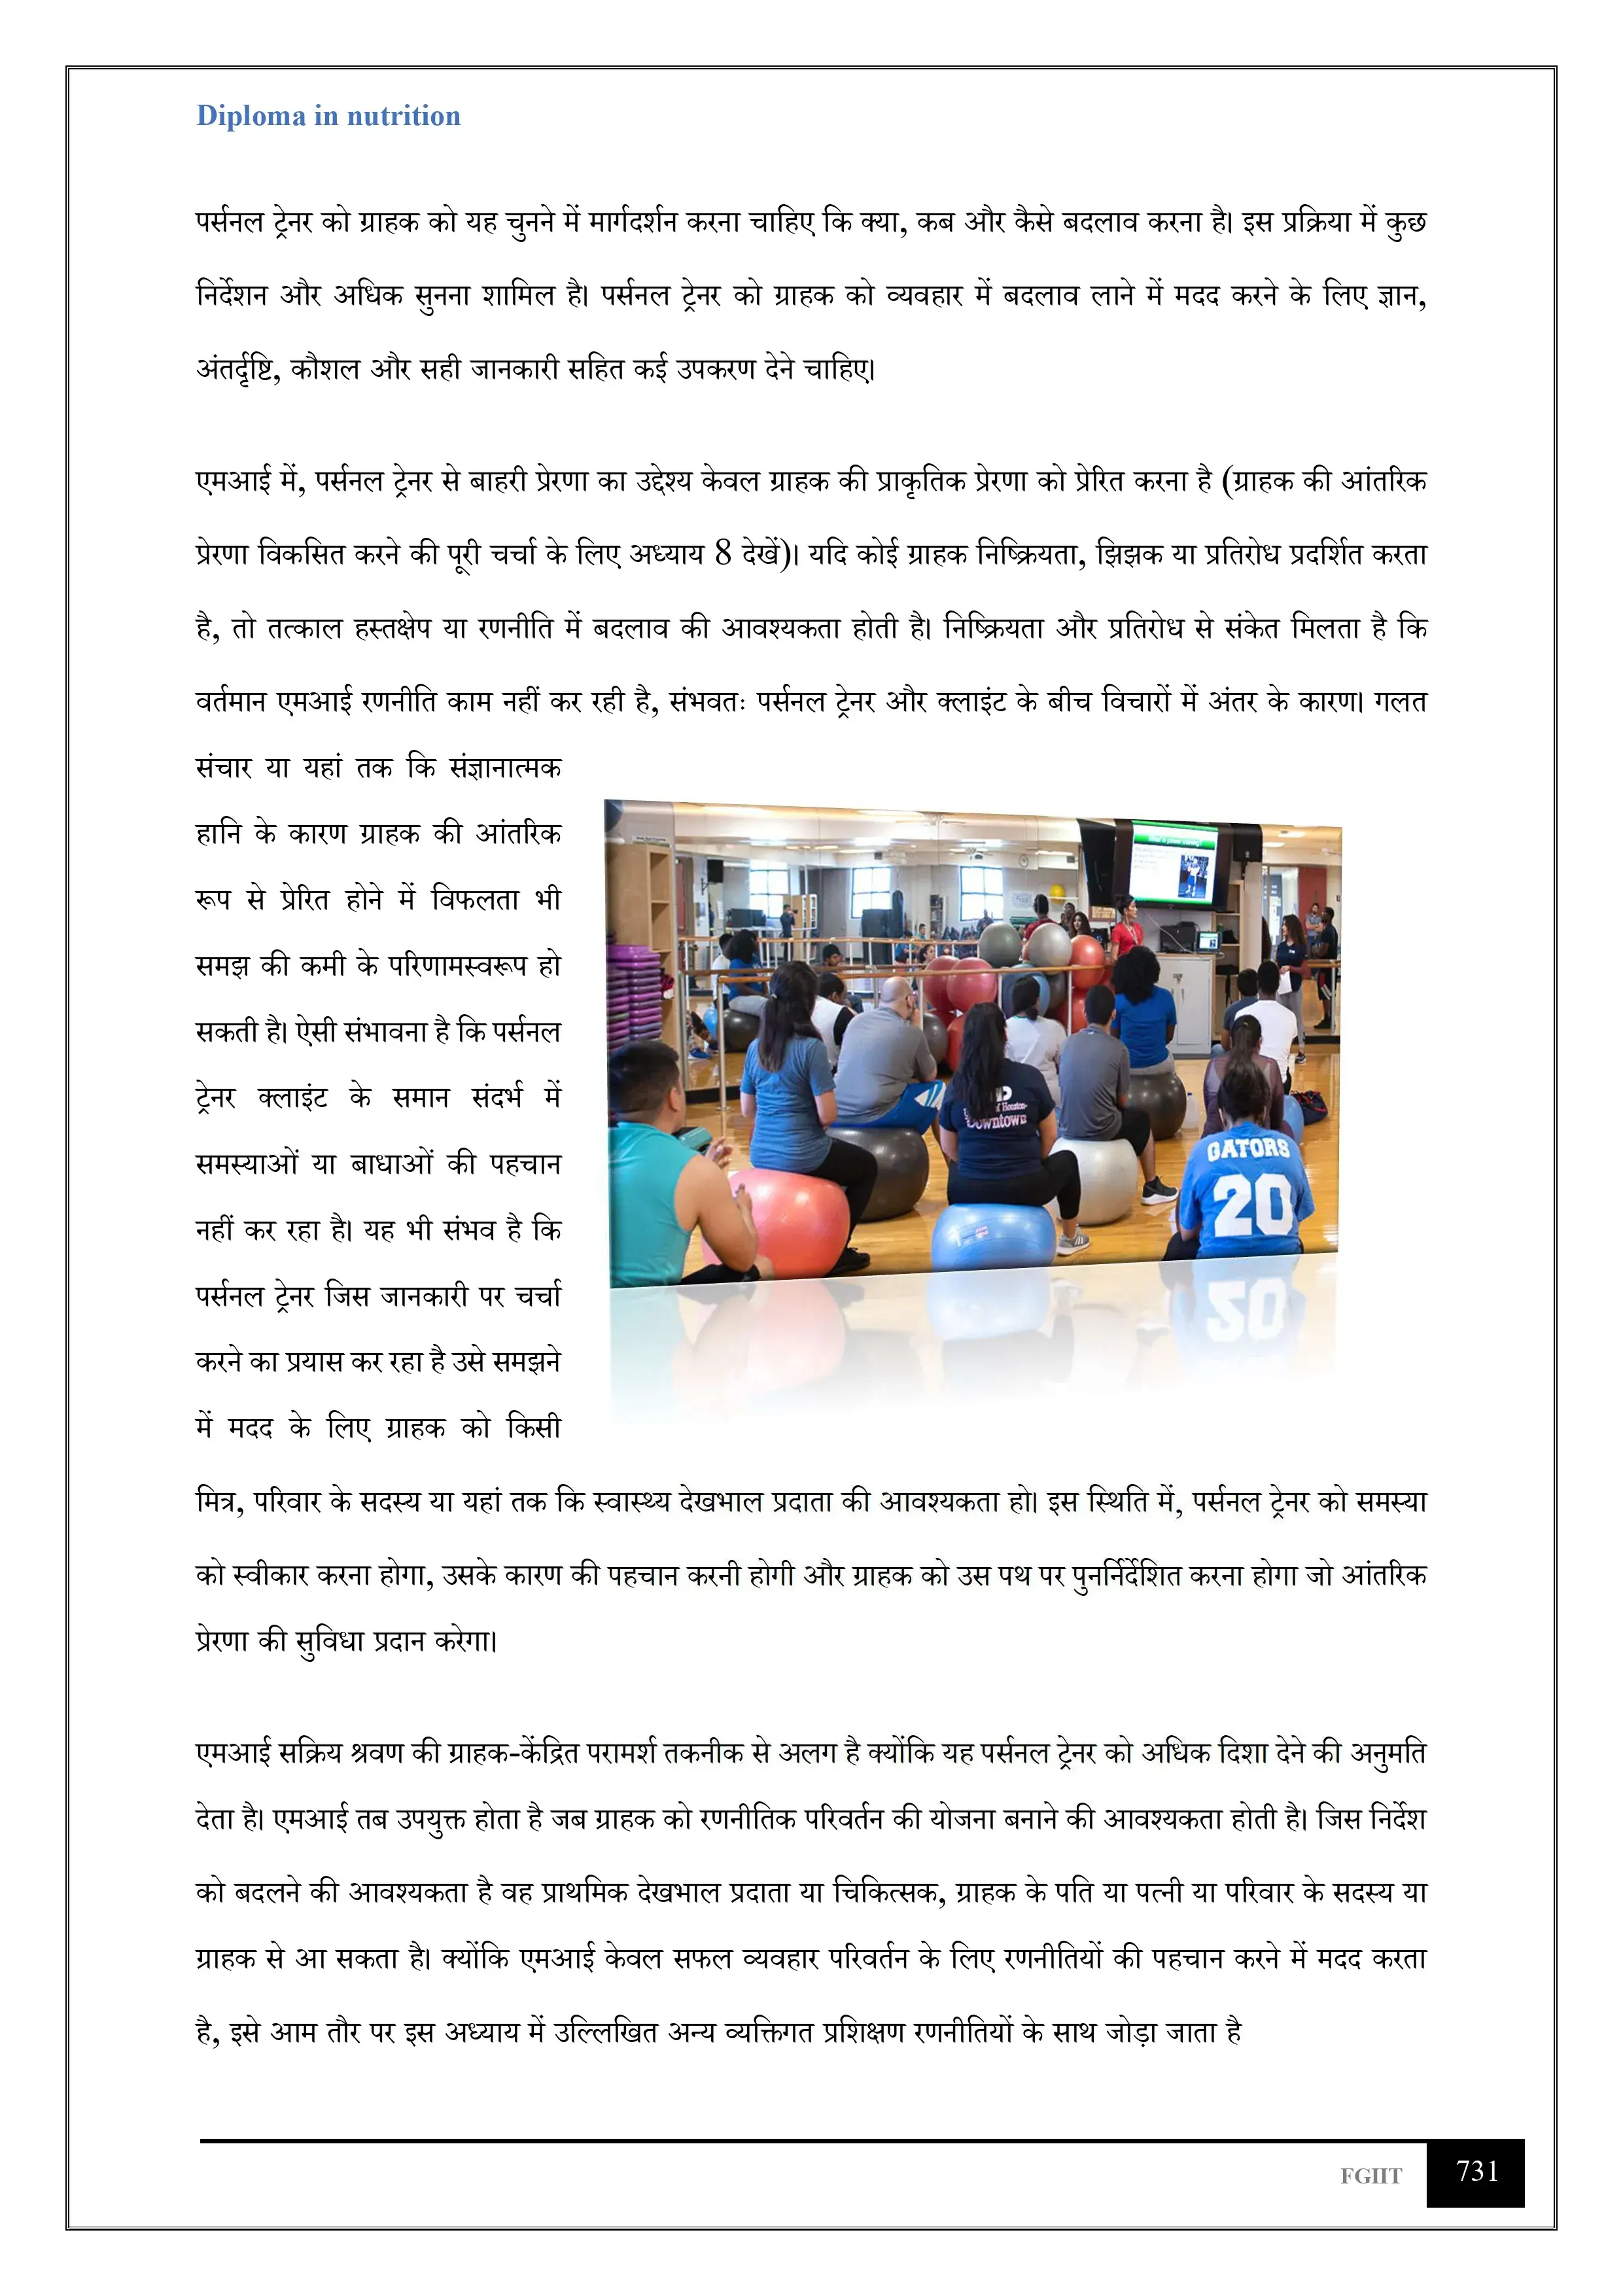 Diploma in nutrition
पर्सनल ट्रेनर को ग्राहक को यह चुनने में मार्गदर्शन करना चाहिए कि क्या, कब और कैसे बदलाव करना है। इस प्रक्रिया में कुछ
निर्देशन और अधिक सुनना शामिल है। पर्सनल ट्रेनर को ग्राहक को व्यवहार में बदलाव लाने में मदद करने के लिए ज्ञान,
अंतर्दृष्टि, कौशल और सही जानकारी सहित कई उपकरण देने चाहिए।
एमआई में, पर्सनल ट्रेनर से बाहरी प्रेरणा का उद्देश्य केवल ग्राहक की प्राकृतिक प्रेरणा को प्रेरित करना है (ग्राहक की आंतरिक
प्रेरणा विकसित करने की पूरी चर्चा के लिए अध्याय 8 देखें)। यदि कोई ग्राहक निष्क्रियता, झिझक या प्रतिरोध प्रदर्शित करता
है, तो तत्काल हस्तक्षेप या रणनीति में बदलाव की आवश्यकता होती है। निष्क्रियता और प्रतिरोध से संकेत मिलता है कि
वर्तमान एमआई रणनीति काम नहीं कर रही है, संभवतः पर्सनल ट्रेनर और क्लाइंट के बीच विचारों में अंतर के कारण। गलत
संचार या यहां तक कि संज्ञानात्मक
हानि के कारण ग्राहक की आंतरिक
रूप से प्रेरित होने में विफलता भी
समझ की कमी के परिणामस्वरूप हो
सकती है। ऐसी संभावना है कि पर्सनल
ट्रेनर क्लाइंट के समान संदर्भ में
समस्याओं या बाधाओं की पहचान
नहीं कर रहा है। यह भी संभव है कि
पर्सनल ट्रेनर जिस जानकारी पर चर्चा
करने का प्रयास कर रहा है उसे समझने
में मदद के लिए ग्राहक को किसी
मित्र, परिवार के सदस्य या यहां तक कि स्वास्थ्य देखभाल प्रदाता की आवश्यकता हो। इस स्थिति में, पर्सनल ट्रेनर को समस्या
को स्वीकार करना होगा, उसके कारण की पहचान करनी होगी और ग्राहक को उस पथ पर पुनर्निर्देशित करना होगा जो आंतरिक
प्रेरणा की सुविधा प्रदान करेगा।
एमआई सक्रिय श्रवण की ग्राहक-केंद्रित परामर्श तकनीक से अलग है क्योंकि यह पर्सनल ट्रेनर को अधिक दिशा देने की अनुमति
देता है। एमआई तब उपयुक्त होता है जब ग्राहक को रणनीतिक परिवर्तन की योजना बनाने की आवश्यकता होती है। जिस निर्देश
को बदलने की आवश्यकता है वह प्राथमिक देखभाल प्रदाता या चिकित्सक, ग्राहक के पति या पत्नी या परिवार के सदस्य या
ग्राहक से आ सकता है। क्योंकि एमआई केवल सफल व्यवहार परिवर्तन के लिए रणनीतियों की पहचान करने में मदद करता
है, इसे आम तौर पर इस अध्याय में उल्लिखित अन्य व्यक्तिगत प्रशिक्षण रणनीतियों के साथ जोड़ा जाता है
of Houston-
Downtown
GATORS
20
FGIIT 731